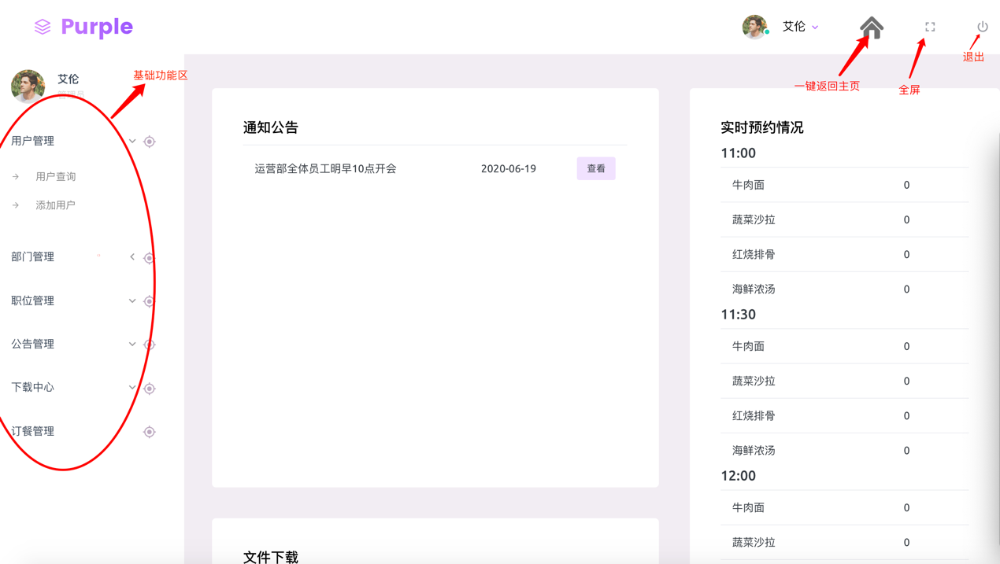 Purple
艾伦
一键返回主页
全屏
退出
艾伦
管理员
基础功能区
用户管理
用户查询
添加用户
部门管理
职位管理
公告管理
下载中心
订餐管理
通知公告
运营部全体员工明早10点开会 2020-06-19 查看
文件下载
实时预约情况
11:00
牛肉面 0
蔬菜沙拉 0
红烧排骨 0
海鲜浓汤 0
11:30
牛肉面 0
蔬菜沙拉 0
红烧排骨 0
海鲜浓汤 0
12:00
牛肉面 0
蔬菜沙拉 0